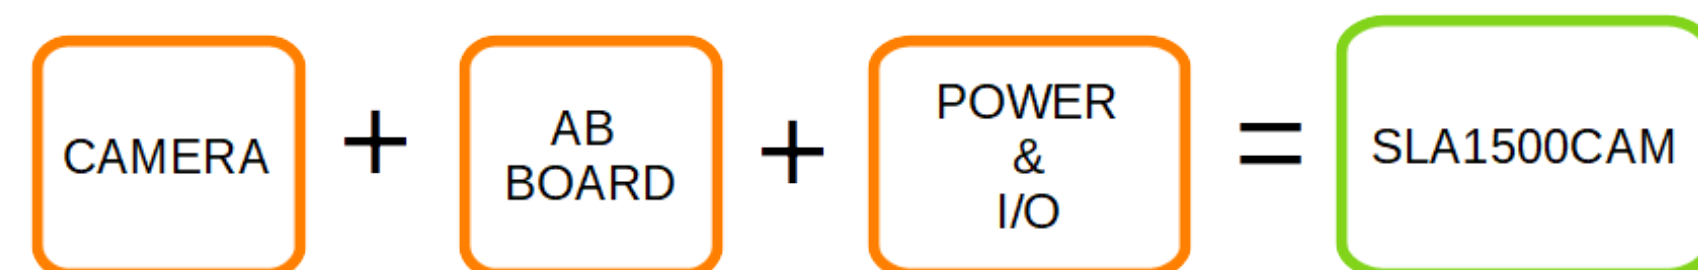 CAMERA
+
AB
BOARD
+
POWER
&
I/O
=
SLA1500CAM